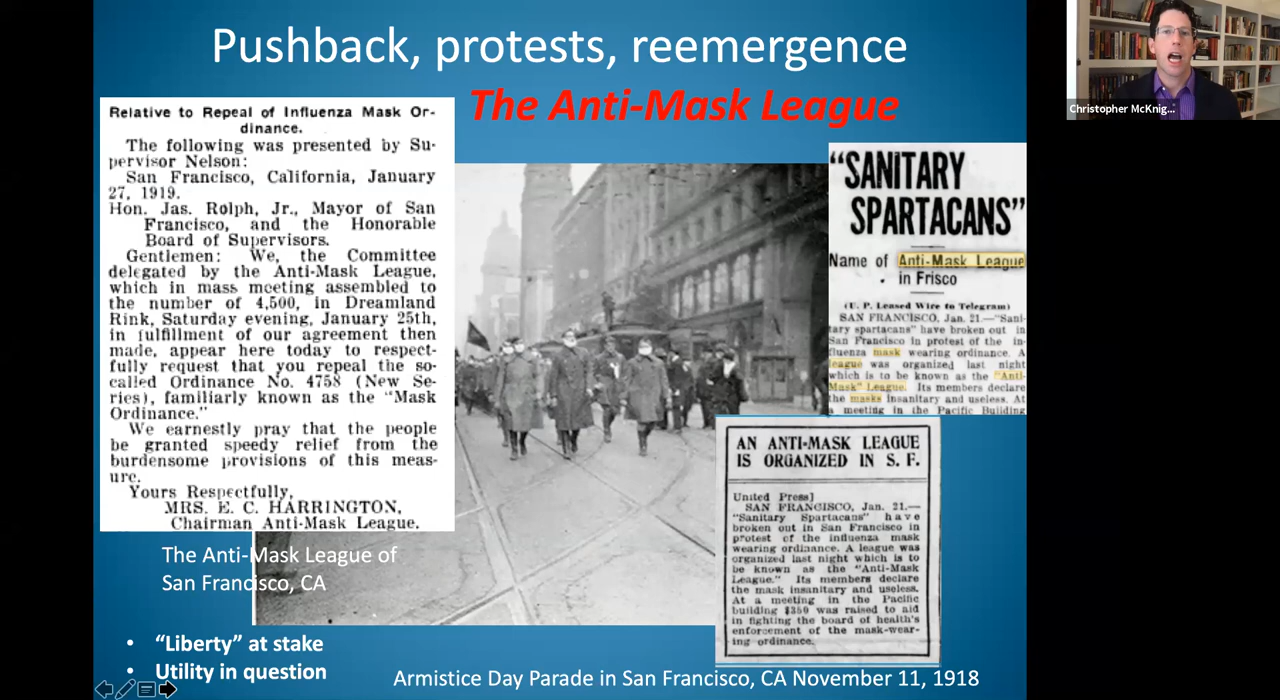 Pushback, protests, reemergence
The Anti-Mask League
Relative to Repeal of Influenza Mask Or-
dinance.
The following was presented by Su-
pervisor Nelson:
San Francisco, California, January
27, 1919.
Hon. Jas. Rolph, Jr., Mayor of San
Francisco, and the Honorable
Board of Supervisors.
Gentlemen: We, the Committee
delegated by the Anti-Mask League,
which in mass meeting assembled to
the number of 4,500, in Dreamland
Rink, Saturday evening, January 25th,
in fulfillment of our agreement then
made, appear here today to respect-
fully request that you repeal the so-
called Ordinance No. 4758 (New Se-
ries), familiarly known as the "Mask
Ordinance."
We earnestly pray that the people
be granted speedy relief from the
burdensome provisions of this meas-
ure.
Yours Respectfully,
MRS. E. C. HARRINGTON,
Chairman Anti-Mask League.
The Anti-Mask League of
San Francisco, CA
• "Liberty" at stake
• Utility in question
"SANITARY
SPARTACANS"
Name of Anti-Mask League
in Frisco
(U. P. Leased Wire to Telegram)
SAN FRANCISCO, Jan. 21.—"Sani-
tary spartacans" have broken out in
San Francisco in protest of the in-
fluenza mask wearing ordinance. A
league was organized last night
which is to be known as the "Anti-
Mask" League. Its members declare
the masks insanitary and useless. At
a meeting in the Pacific Building
AN ANTI-MASK LEAGUE
IS ORGANIZED IN S. F.
United Press]
SAN FRANCISCO, Jan. 21.—
"Sanitary Spartacans" have
broken out in San Francisco in
protest of the influenza mask
wearing ordinance. A league was
organized last night which is to
be known as the "Anti-Mask
League." Its members declare
the mask insanitary and useless.
At a meeting in the Pacific
building $350 was raised to aid
in fighting the board of health's
enforcement of the mask-wear-
ing ordinance.
Armistice Day Parade in San Francisco, CA November 11, 1918
Christopher McKnig...